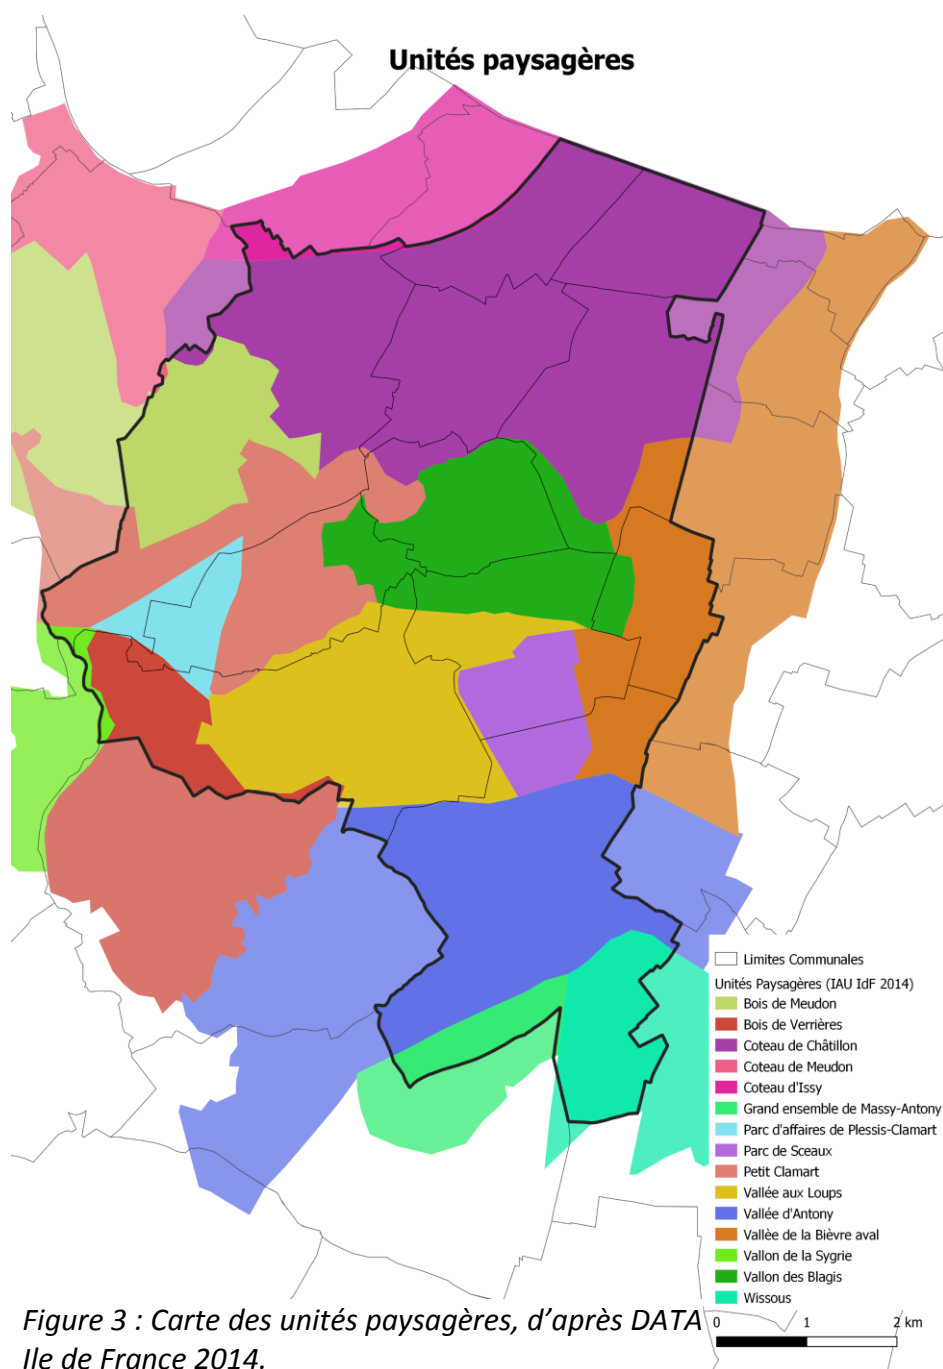 Unités paysagères
Limites Communales
Unités Paysagères (IAU IdF 2014)
Bois de Meudon
Bois de Verrières
Coteau de Châtillon
Coteau de Meudon
Coteau d'Issy
Grand ensemble de Massy-Antony
Parc d'affaires de Plessis-Clamart
Parc de Sceaux
Petit Clamart
Vallée aux Loups
Vallée d'Antony
Vallèe de la Bièvre aval
Vallon de la Sygrie
Vallon des Blagis
Wissous
0 1 2 km
Figure 3 : Carte des unités paysagères, d'après DATA
Ile de France 2014.